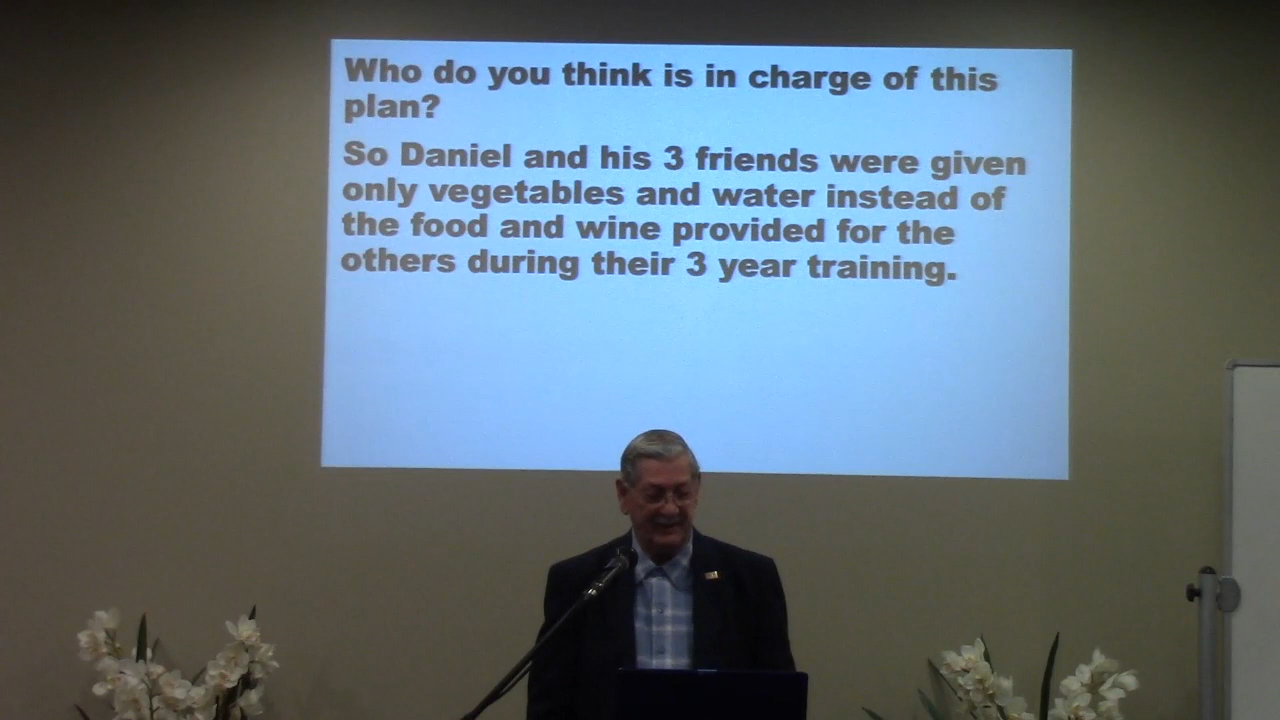 Who do you think is in charge of this
plan?
So Daniel and his 3 friends were given
only vegetables and water instead of
the food and wine provided for the
others during their 3 year training.